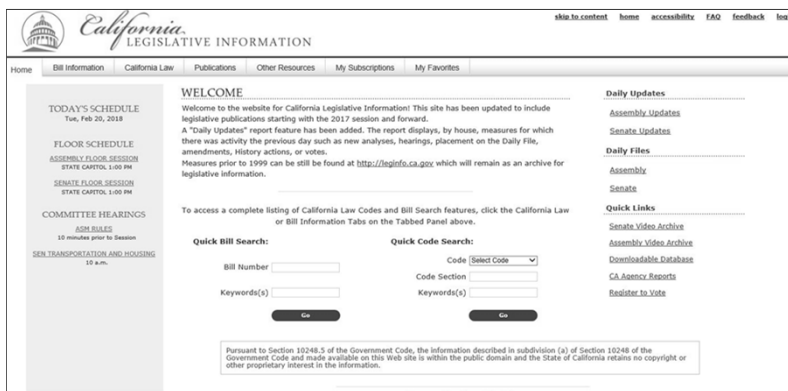 skip to content home accessibility FAQ feedback
California
LEGISLATIVE INFORMATION
Home Bill Information California Law Publications Other Resources My Subscriptions My Favorites
TODAY'S SCHEDULE
Tue, Feb 20, 2018
FLOOR SCHEDULE
ASSEMBLY FLOOR SESSION
STATE CAPITOL 1:00 PM
SENATE FLOOR SESSION
STATE CAPITOL 1:00 PM
COMMITTEE HEARINGS
ASM RULES
10 minutes prior to Session
SEN TRANSPORTATION AND HOUSING
10 a.m.
WELCOME
Welcome to the website for California Legislative Information! This site has been updated to include
legislative publications starting with the 2017 session and forward.
A "Daily Updates" report feature has been added. The report displays, by house, measures for which
there was activity the previous day such as new analyses, hearings, placement on the Daily File,
amendments, History actions, or votes.
Measures prior to 1999 can be still be found at http://leginfo.ca.gov which will remain as an archive for
legislative information.
To access a complete listing of California Law Codes and Bill Search features, click the California Law
or Bill Information Tabs on the Tabbed Panel above.
Quick Bill Search:
Bill Number
Keywords(s)
Go
Quick Code Search:
Code Select Code
Code Section
Keywords(s)
Go
Pursuant to Section 10248.5 of the Government Code, the information described in subdivision (a) of Section 10248 of the
Government Code and made available on this Web site is within the public domain and the State of California retains no copyright or
other proprietary interest in the information.
Daily Updates
Assembly Updates
Senate Updates
Daily Files
Assembly
Senate
Quick Links
Senate Video Archive
Assembly Video Archive
Downloadable Database
CA Agency Reports
Register to Vote